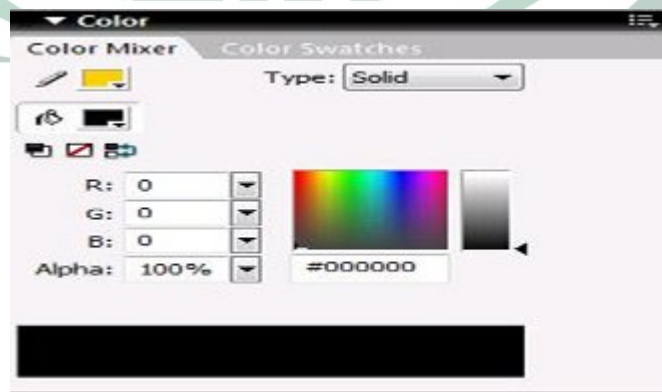 Color
Color Mixer Color Swatches
Type: Solid
R: 0
G: 0
B: 0
Alpha: 100% #000000